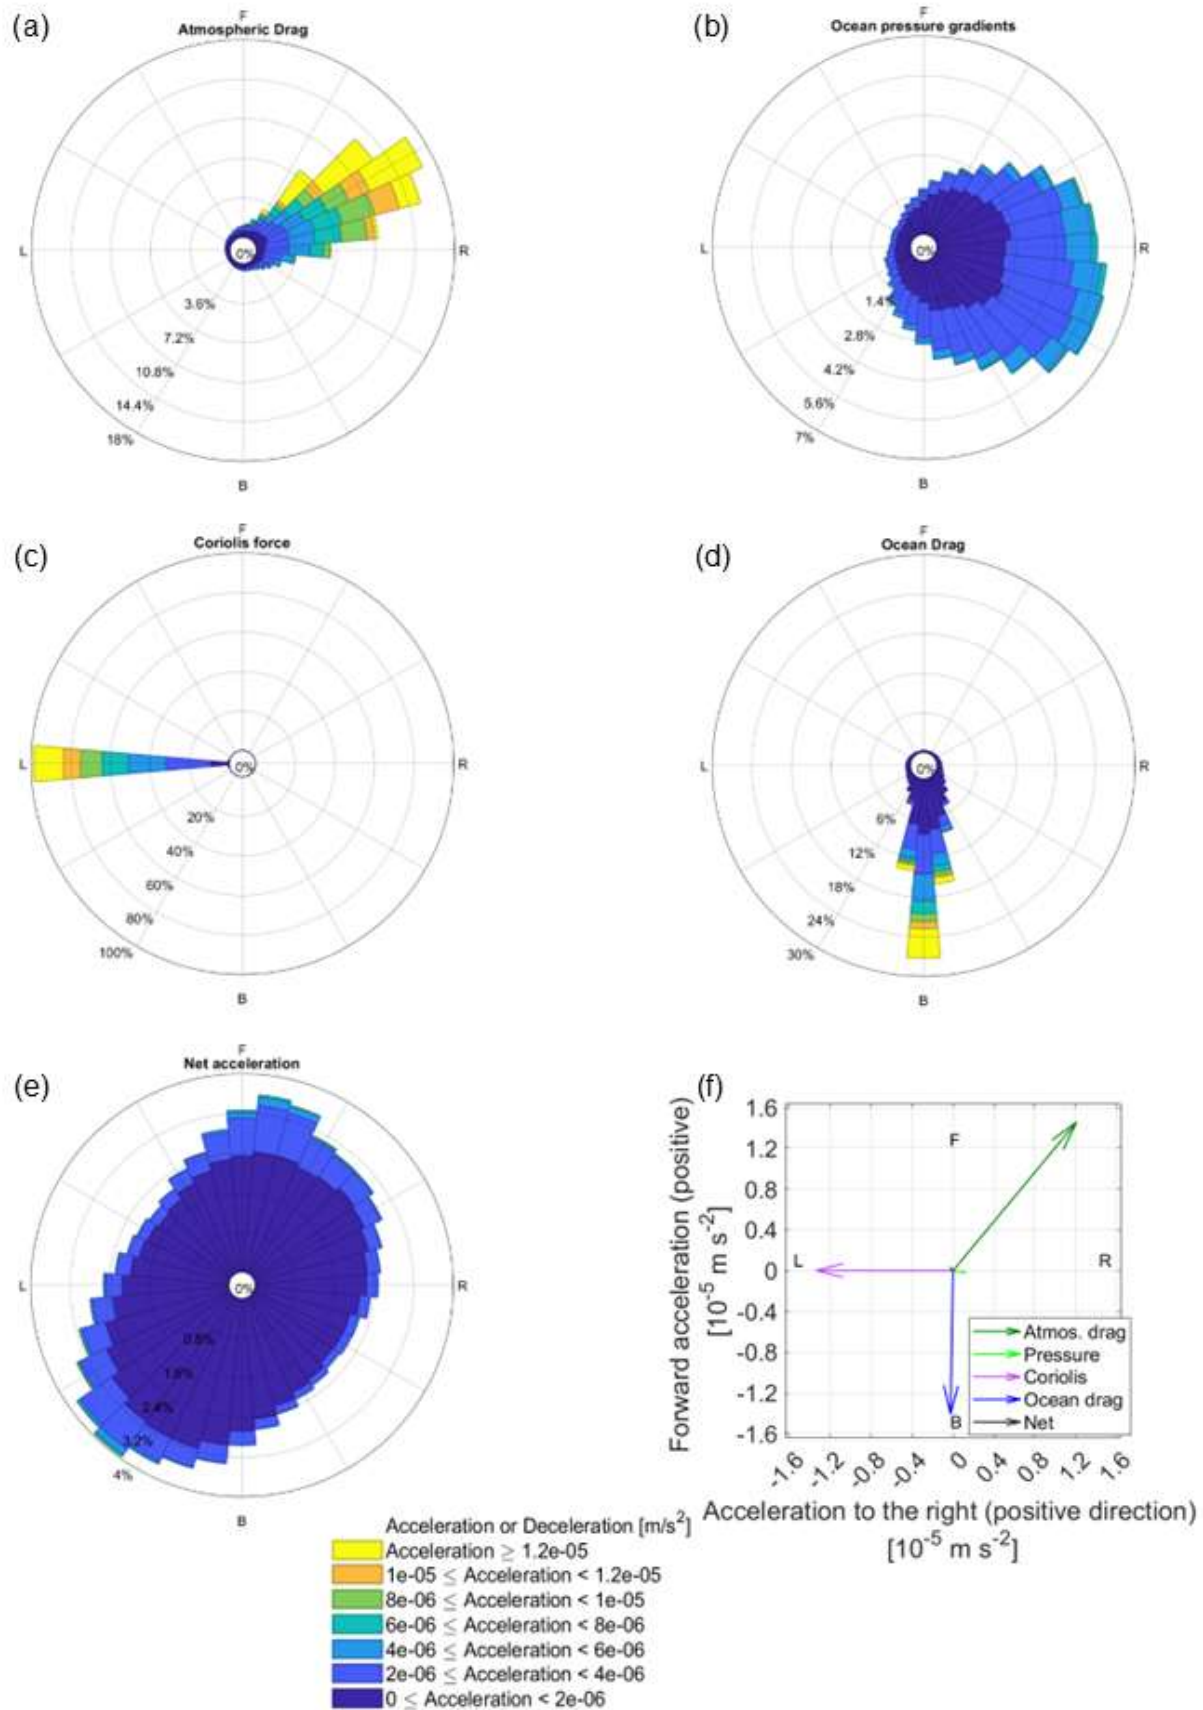 (a)
F
Atmospheric Drag
L
0%
R
3.6%
7.2%
10.8%
14.4%
18%
B
(b)
F
Ocean pressure gradients
L
0%
R
1.4%
2.8%
4.2%
5.6%
7%
B
(c)
F
Coriolis force
L
0%
R
20%
40%
60%
80%
100%
B
(d)
F
Ocean Drag
L
0%
R
6%
12%
18%
24%
30%
B
(e)
F
Net acceleration
L
0%
R
0.8%
1.6%
2.4%
3.2%
4%
B
(f)
Forward acceleration (positive)
[10⁻⁵ m s⁻²]
1.6
1.2
0.8
0.4
0
-0.4
-0.8
-1.2
-1.6
F
L
R
B
Atmos. drag
Pressure
Coriolis
Ocean drag
Net
-1.6 -1.2 -0.8 -0.4 0 0.4 0.8 1.2 1.6
Acceleration to the right (positive direction)
[10⁻⁵ m s⁻²]
Acceleration or Deceleration [m/s²]
Acceleration ≥ 1.2e-05
1e-05 ≤ Acceleration < 1.2e-05
8e-06 ≤ Acceleration < 1e-05
6e-06 ≤ Acceleration < 8e-06
4e-06 ≤ Acceleration < 6e-06
2e-06 ≤ Acceleration < 4e-06
0 ≤ Acceleration < 2e-06